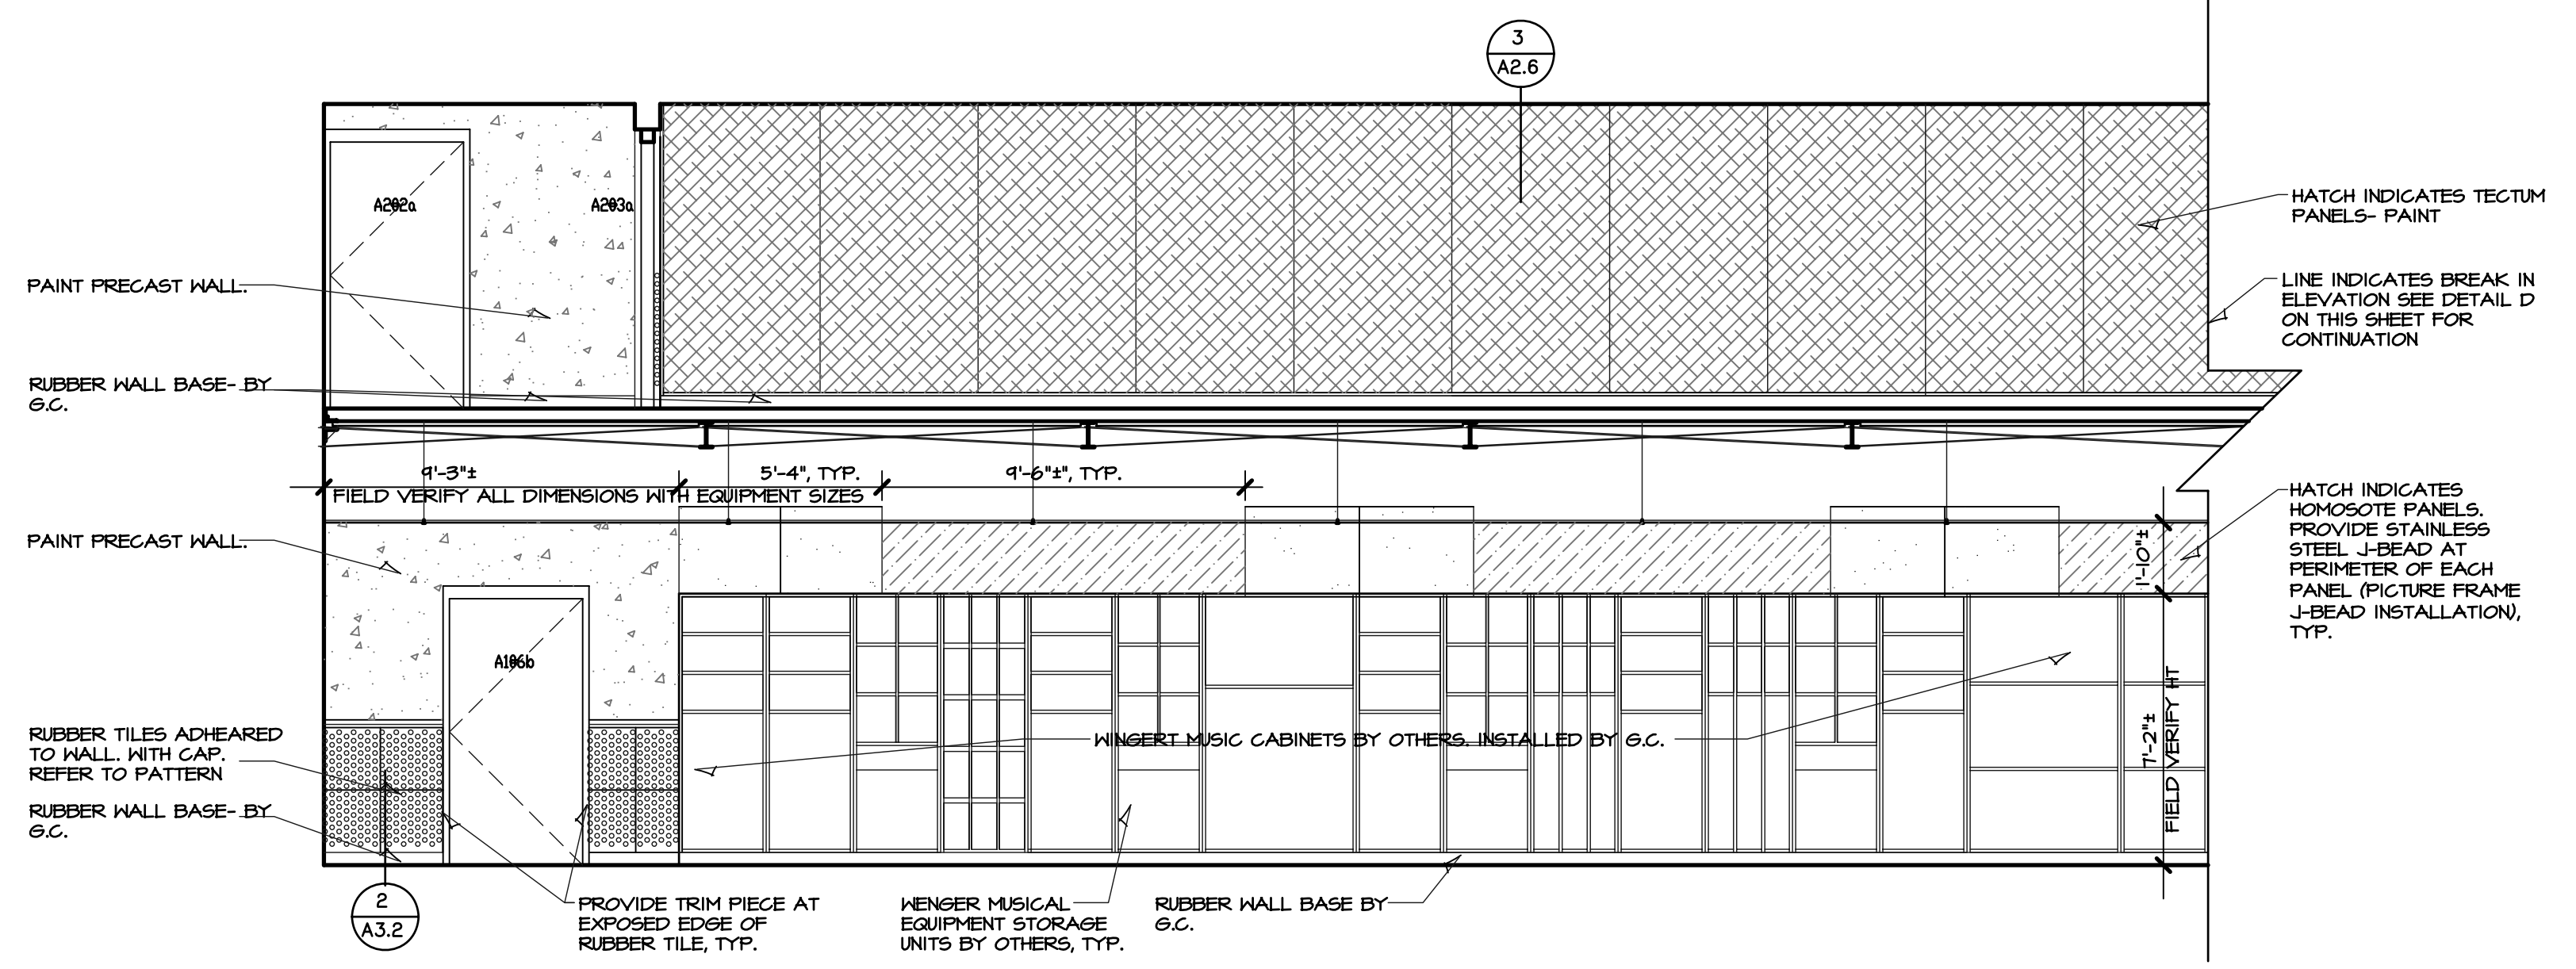 3
A2.6
A202a
A203a
HATCH INDICATES TECTUM
PANELS- PAINT
PAINT PRECAST WALL.
LINE INDICATES BREAK IN
ELEVATION SEE DETAIL D
ON THIS SHEET FOR
CONTINUATION
RUBBER WALL BASE- BY
G.C.
9'-3"±
5'-4", TYP.
9'-6"±", TYP.
FIELD VERIFY ALL DIMENSIONS WITH EQUIPMENT SIZES
HATCH INDICATES
HOMOSOTE PANELS.
PROVIDE STAINLESS
STEEL J-BEAD AT
PERIMETER OF EACH
PANEL (PICTURE FRAME
J-BEAD INSTALLATION),
TYP.
PAINT PRECAST WALL.
1'-10"±
A106b
7'-2"±
FIELD VERIFY HT
RUBBER TILES ADHEARED
TO WALL. WITH CAP.
REFER TO PATTERN
WINGERT MUSIC CABINETS BY OTHERS. INSTALLED BY G.C.
RUBBER WALL BASE- BY
G.C.
2
A3.2
PROVIDE TRIM PIECE AT
EXPOSED EDGE OF
RUBBER TILE, TYP.
WENGER MUSICAL
EQUIPMENT STORAGE
UNITS BY OTHERS, TYP.
RUBBER WALL BASE BY
G.C.